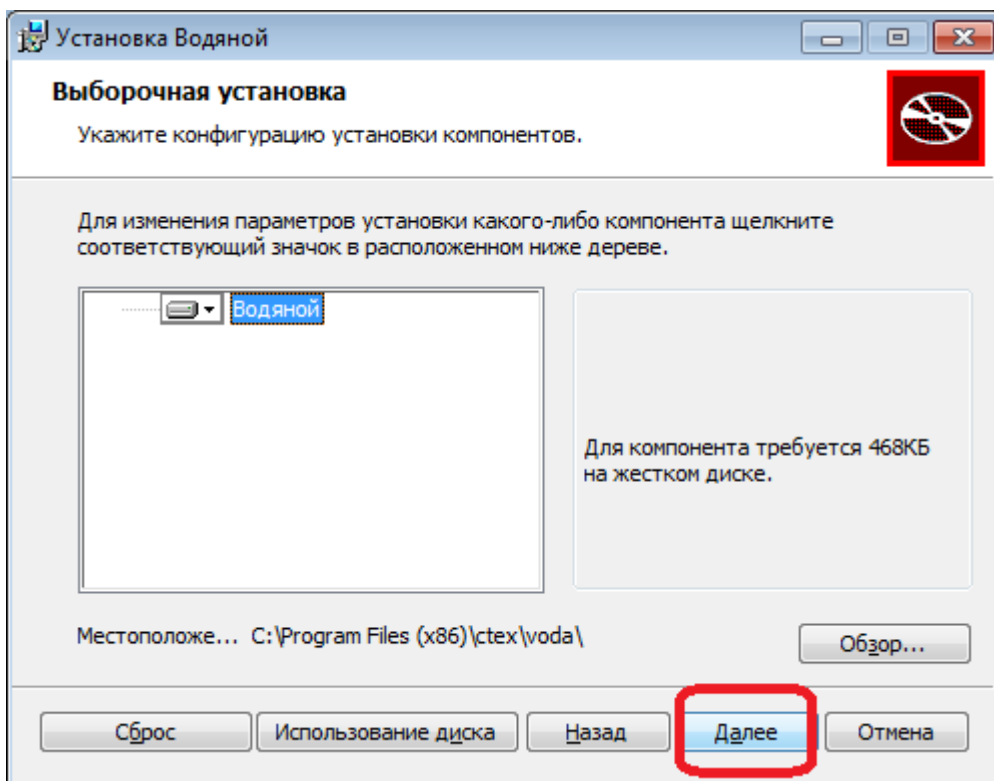 Установка Водяной
Выборочная установка
Укажите конфигурацию установки компонентов.
Для изменения параметров установки какого-либо компонента щелкните
соответствующий значок в расположенном ниже дереве.
Водяной
Для компонента требуется 468КБ
на жестком диске.
Местоположе... C:\Program Files (x86)\ctex\voda\
Обзор...
Сброс Использование диска Назад Далее Отмена